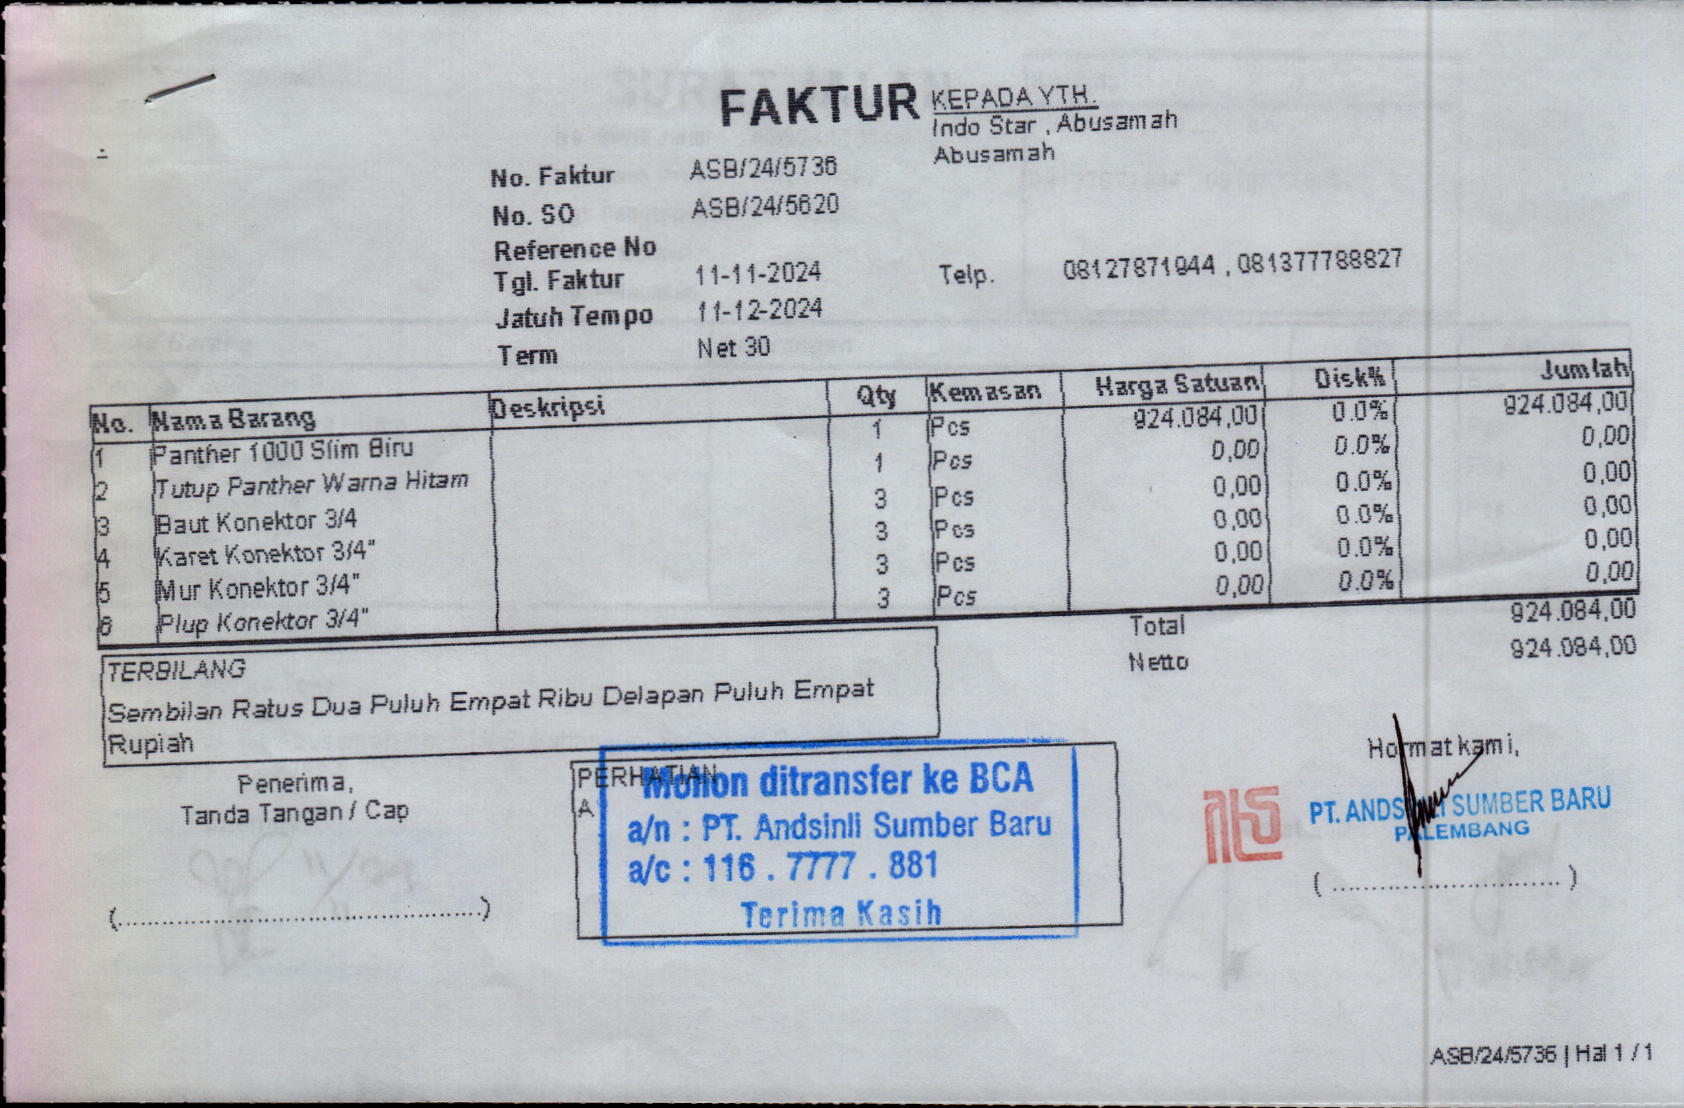 FAKTUR
KEPADA YTH.
Indo Star , Abusamah
Abusamah
No. Faktur ASB/24/5736
No. SO ASB/24/5620
Reference No
Tgl. Faktur 11-11-2024
Telp. 08127871944 , 081377788827
Jatuh Tempo 11-12-2024
Term Net 30
No. Nama Barang Deskripsi Qty Kemasan Harga Satuan Disk% Jumlah
1 Panther 1000 Slim Biru 1 Pcs 924.084,00 0.0% 924.084,00
2 Tutup Panther Warna Hitam 1 Pcs 0,00 0.0% 0,00
3 Baut Konektor 3/4 3 Pcs 0,00 0.0% 0,00
4 Karet Konektor 3/4" 3 Pcs 0,00 0.0% 0,00
5 Mur Konektor 3/4" 3 Pcs 0,00 0.0% 0,00
6 Plup Konektor 3/4" 3 Pcs 0,00 0.0% 0,00
Total 924.084,00
Netto 924.084,00
TERBILANG
Sembilan Ratus Dua Puluh Empat Ribu Delapan Puluh Empat
Rupiah
Penerima,
Tanda Tangan / Cap
(................................................)
PERHATIAN
A
Mohon ditransfer ke BCA
a/n : PT. Andsinli Sumber Baru
a/c : 116 . 7777 . 881
Terima Kasih
Hormat kami,
PT. ANDSINLI SUMBER BARU
PALEMBANG
( .............................. )
ASB/24/5736 | Hal 1 / 1